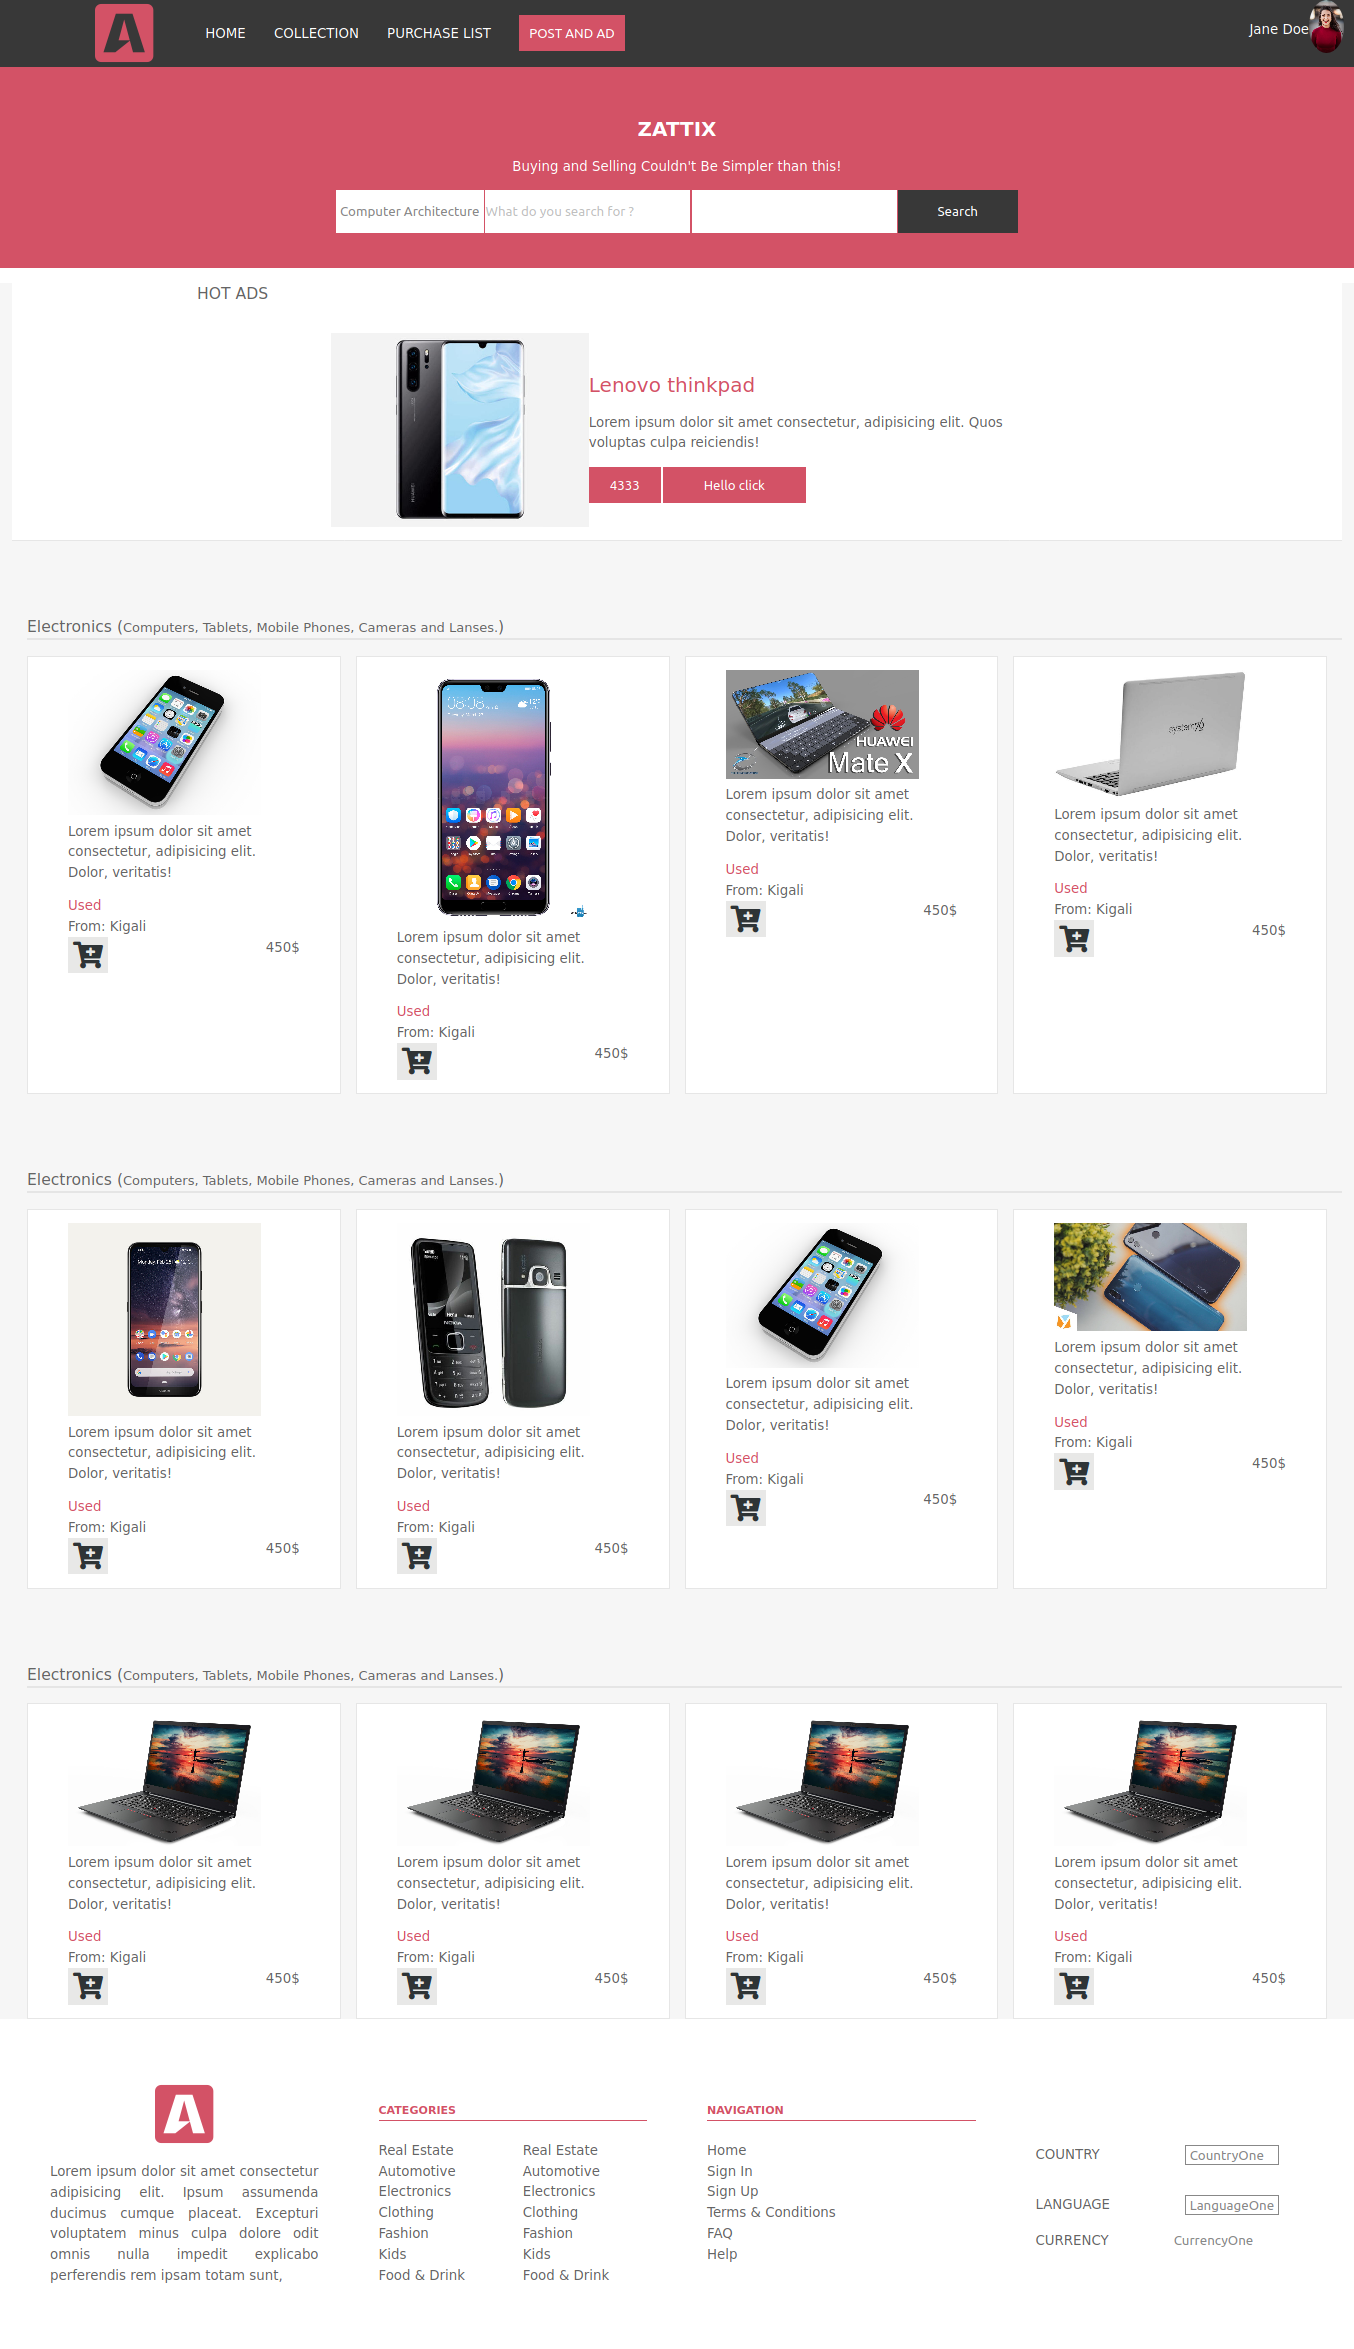 HOME COLLECTION PURCHASE LIST POST AND AD Jane Doe
ZATTIX
Buying and Selling Couldn't Be Simpler than this!
Computer Architecture What do you search for ? Search
HOT ADS
Lenovo thinkpad
Lorem ipsum dolor sit amet consectetur, adipisicing elit. Quos
voluptas culpa reiciendis!
4333 Hello click
Electronics (Computers, Tablets, Mobile Phones, Cameras and Lanses.)
Lorem ipsum dolor sit amet
consectetur, adipisicing elit.
Dolor, veritatis!
Used
From: Kigali
450$
08:08
Lorem ipsum dolor sit amet
consectetur, adipisicing elit.
Dolor, veritatis!
Used
From: Kigali
450$
HUAWEI
Mate X
Lorem ipsum dolor sit amet
consectetur, adipisicing elit.
Dolor, veritatis!
Used
From: Kigali
450$
Lorem ipsum dolor sit amet
consectetur, adipisicing elit.
Dolor, veritatis!
Used
From: Kigali
450$
Electronics (Computers, Tablets, Mobile Phones, Cameras and Lanses.)
Lorem ipsum dolor sit amet
consectetur, adipisicing elit.
Dolor, veritatis!
Used
From: Kigali
450$
Lorem ipsum dolor sit amet
consectetur, adipisicing elit.
Dolor, veritatis!
Used
From: Kigali
450$
Lorem ipsum dolor sit amet
consectetur, adipisicing elit.
Dolor, veritatis!
Used
From: Kigali
450$
Lorem ipsum dolor sit amet
consectetur, adipisicing elit.
Dolor, veritatis!
Used
From: Kigali
450$
Electronics (Computers, Tablets, Mobile Phones, Cameras and Lanses.)
Lorem ipsum dolor sit amet
consectetur, adipisicing elit.
Dolor, veritatis!
Used
From: Kigali
450$
Lorem ipsum dolor sit amet
consectetur, adipisicing elit.
Dolor, veritatis!
Used
From: Kigali
450$
Lorem ipsum dolor sit amet
consectetur, adipisicing elit.
Dolor, veritatis!
Used
From: Kigali
450$
Lorem ipsum dolor sit amet
consectetur, adipisicing elit.
Dolor, veritatis!
Used
From: Kigali
450$
Lorem ipsum dolor sit amet consectetur
adipisicing elit. Ipsum assumenda
ducimus cumque placeat. Excepturi
voluptatem minus culpa dolore odit
omnis nulla impedit explicabo
perferendis rem ipsam totam sunt,
CATEGORIES
Real Estate Real Estate
Automotive Automotive
Electronics Electronics
Clothing Clothing
Fashion Fashion
Kids Kids
Food & Drink Food & Drink
NAVIGATION
Home
Sign In
Sign Up
Terms & Conditions
FAQ
Help
COUNTRY CountryOne
LANGUAGE LanguageOne
CURRENCY CurrencyOne